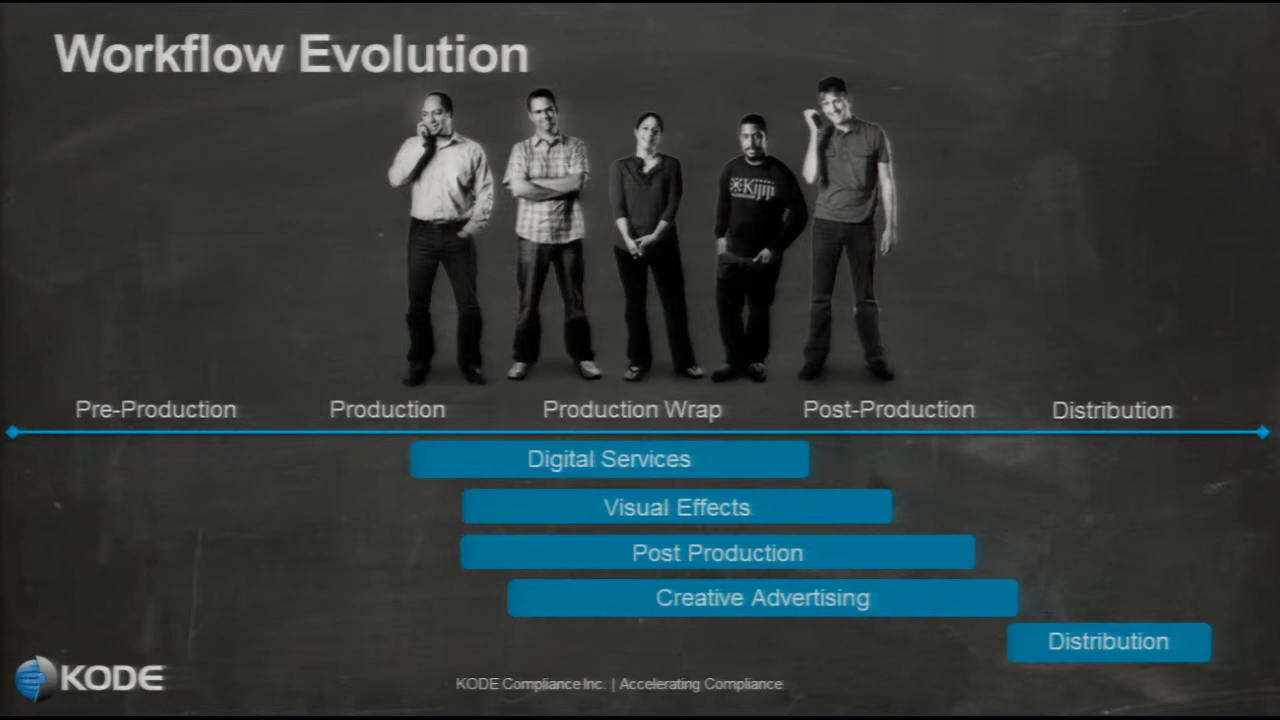 Workflow Evolution
Kijiji
Pre-Production Production Production Wrap Post-Production Distribution
Digital Services
Visual Effects
Post Production
Creative Advertising
Distribution
KODE
KODE Compliance Inc. | Accelerating Compliance